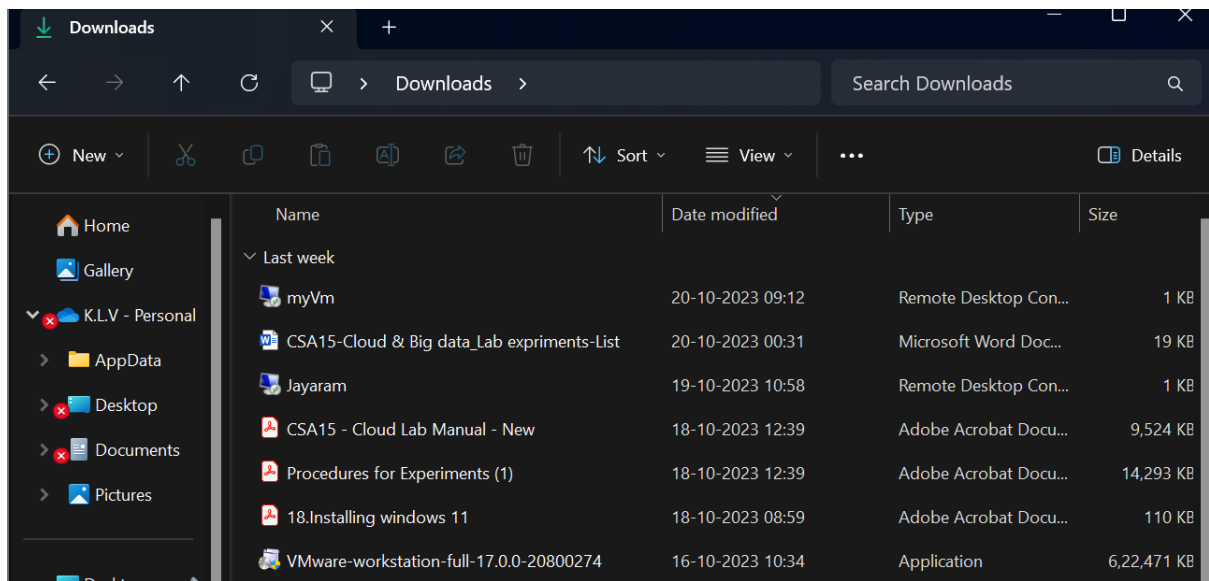 Downloads
Downloads
Search Downloads
New
Sort
View
Details
Home
Gallery
K.L.V - Personal
AppData
Desktop
Documents
Pictures
Name Date modified Type Size
Last week
myVm 20-10-2023 09:12 Remote Desktop Con... 1 KB
CSA15-Cloud & Big data_Lab expriments-List 20-10-2023 00:31 Microsoft Word Doc... 19 KB
Jayaram 19-10-2023 10:58 Remote Desktop Con... 1 KB
CSA15 - Cloud Lab Manual - New 18-10-2023 12:39 Adobe Acrobat Docu... 9,524 KB
Procedures for Experiments (1) 18-10-2023 12:39 Adobe Acrobat Docu... 14,293 KB
18.Installing windows 11 18-10-2023 08:59 Adobe Acrobat Docu... 110 KB
VMware-workstation-full-17.0.0-20800274 16-10-2023 10:34 Application 6,22,471 KB